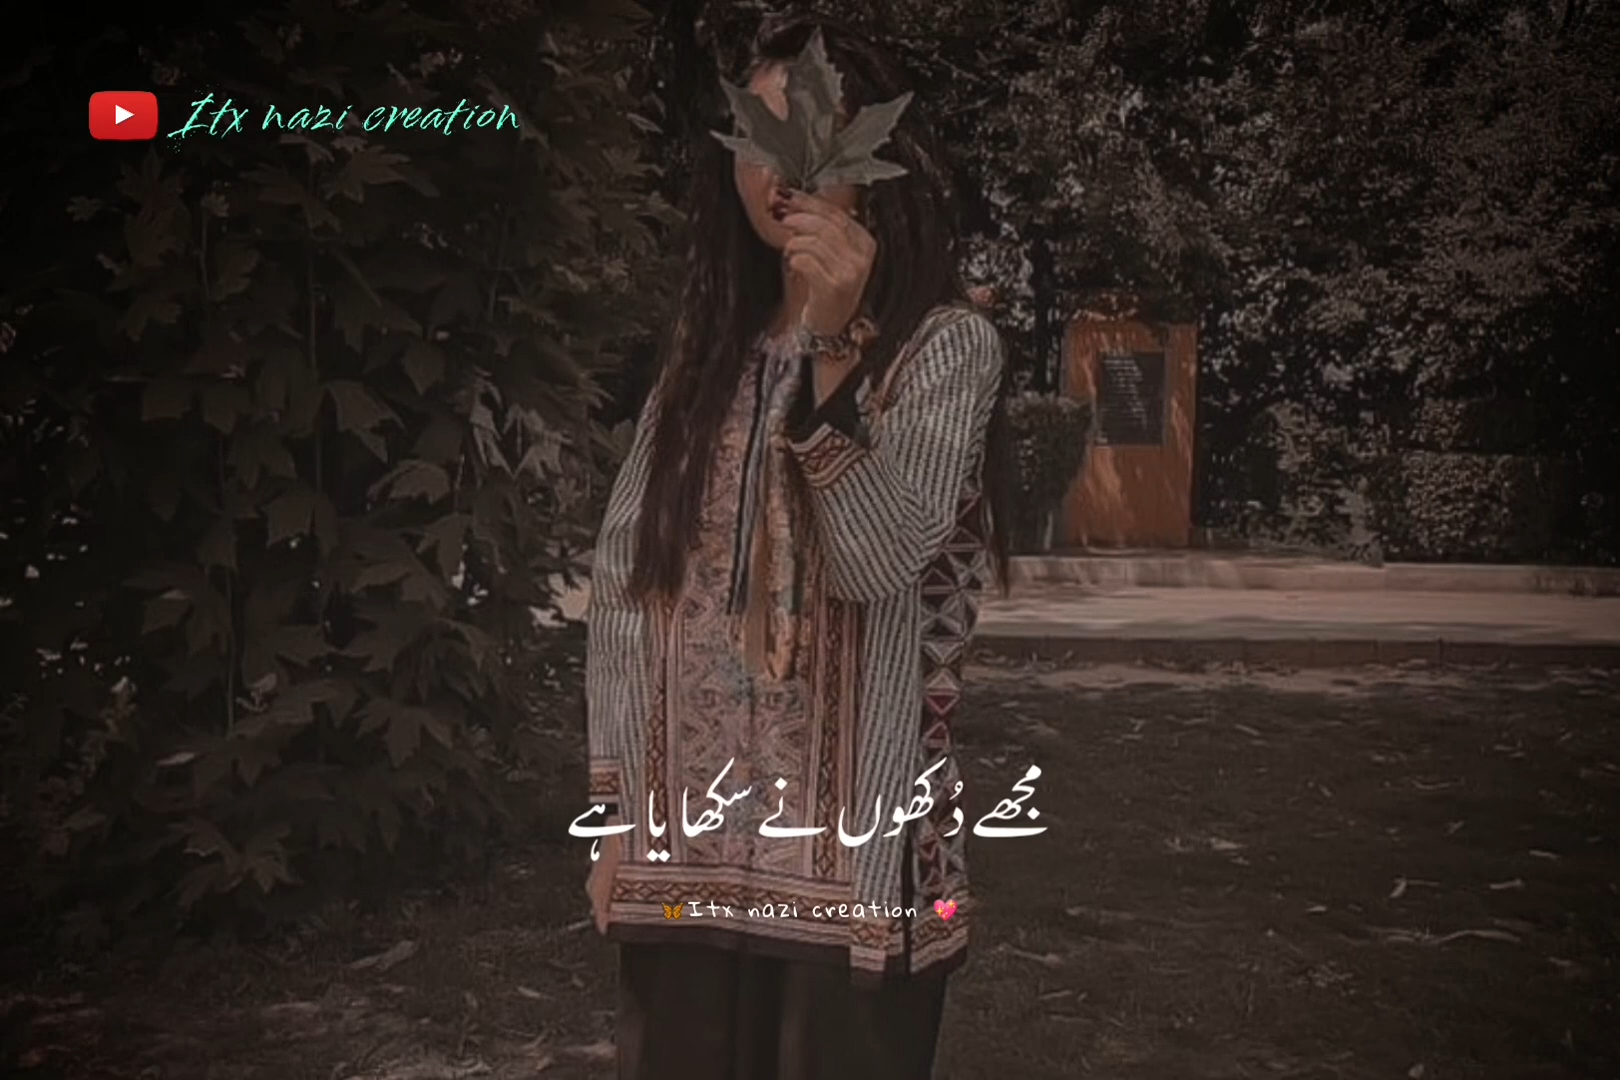 Itx nazi creation
مجھے دُکھوں نے سکھایا ہے
🦋Itx nazi creation 💖